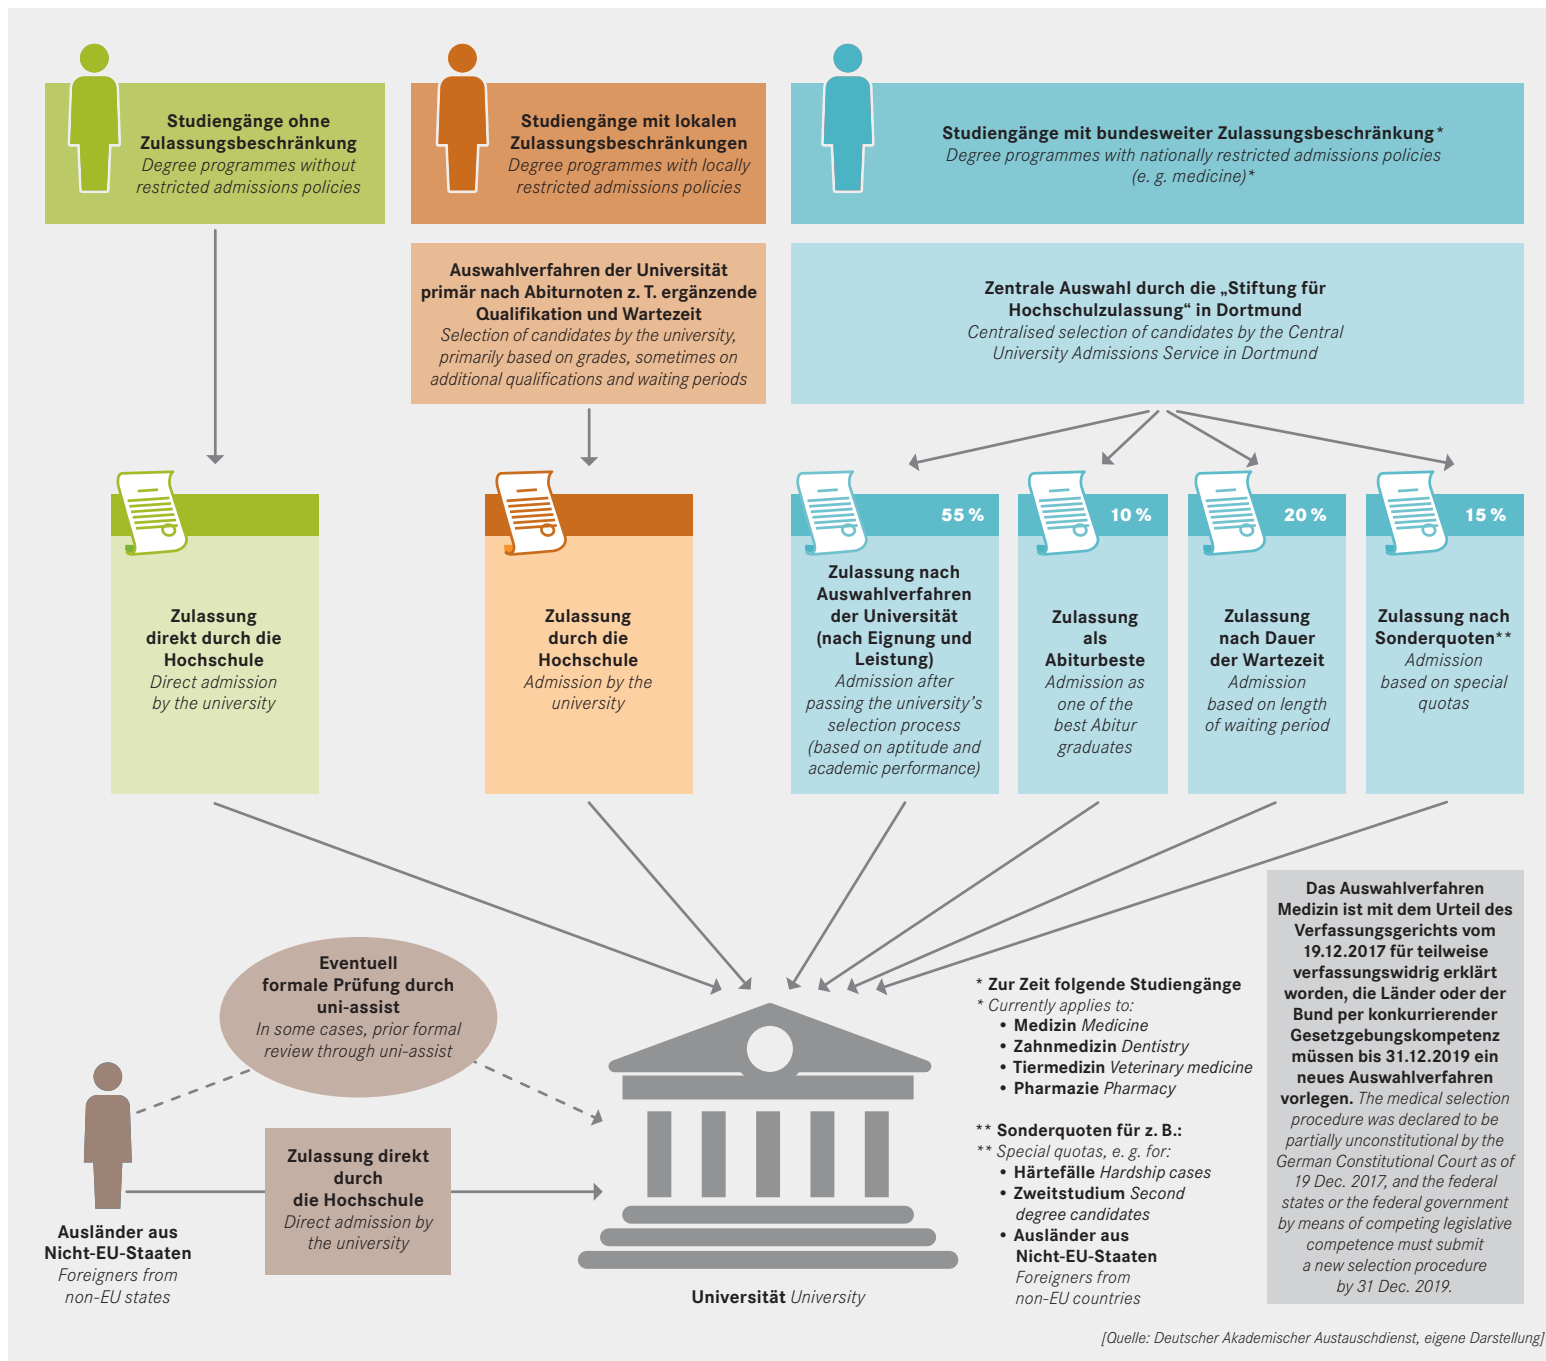 Studiengänge ohne
Zulassungsbeschränkung
Degree programmes without
restricted admissions policies
Studiengänge mit lokalen
Zulassungsbeschränkungen
Degree programmes with locally
restricted admissions policies
Studiengänge mit bundesweiter Zulassungsbeschränkung*
Degree programmes with nationally restricted admissions policies
(e. g. medicine)*
Auswahlverfahren der Universität
primär nach Abiturnoten z. T. ergänzende
Qualifikation und Wartezeit
Selection of candidates by the university,
primarily based on grades, sometimes on
additional qualifications and waiting periods
Zentrale Auswahl durch die „Stiftung für
Hochschulzulassung“ in Dortmund
Centralised selection of candidates by the Central
University Admissions Service in Dortmund
Zulassung
direkt durch die
Hochschule
Direct admission
by the university
Zulassung
durch die
Hochschule
Admission by the
university
55 %
Zulassung nach
Auswahlverfahren
der Universität
(nach Eignung und
Leistung)
Admission after
passing the university’s
selection process
(based on aptitude and
academic performance)
10 %
Zulassung
als
Abiturbeste
Admission as
one of the
best Abitur
graduates
20 %
Zulassung
nach Dauer
der Wartezeit
Admission
based on length
of waiting period
15 %
Zulassung nach
Sonderquoten**
Admission
based on special
quotas
Eventuell
formale Prüfung durch
uni-assist
In some cases, prior formal
review through uni-assist
Zulassung direkt
durch
die Hochschule
Direct admission by
the university
Ausländer aus
Nicht-EU-Staaten
Foreigners from
non-EU states
Universität University
* Zur Zeit folgende Studiengänge
* Currently applies to:
• Medizin Medicine
• Zahnmedizin Dentistry
• Tiermedizin Veterinary medicine
• Pharmazie Pharmacy
** Sonderquoten für z. B.:
** Special quotas, e. g. for:
• Härtefälle Hardship cases
• Zweitstudium Second
degree candidates
• Ausländer aus
Nicht-EU-Staaten
Foreigners from
non-EU countries
Das Auswahlverfahren
Medizin ist mit dem Urteil des
Verfassungsgerichts vom
19.12.2017 für teilweise
verfassungswidrig erklärt
worden, die Länder oder der
Bund per konkurrierender
Gesetzgebungskompetenz
müssen bis 31.12.2019 ein
neues Auswahlverfahren
vorlegen. The medical selection
procedure was declared to be
partially unconstitutional by the
German Constitutional Court as of
19 Dec. 2017, and the federal
states or the federal government
by means of competing legislative
competence must submit
a new selection procedure
by 31 Dec. 2019.
[Quelle: Deutscher Akademischer Austauschdienst, eigene Darstellung]